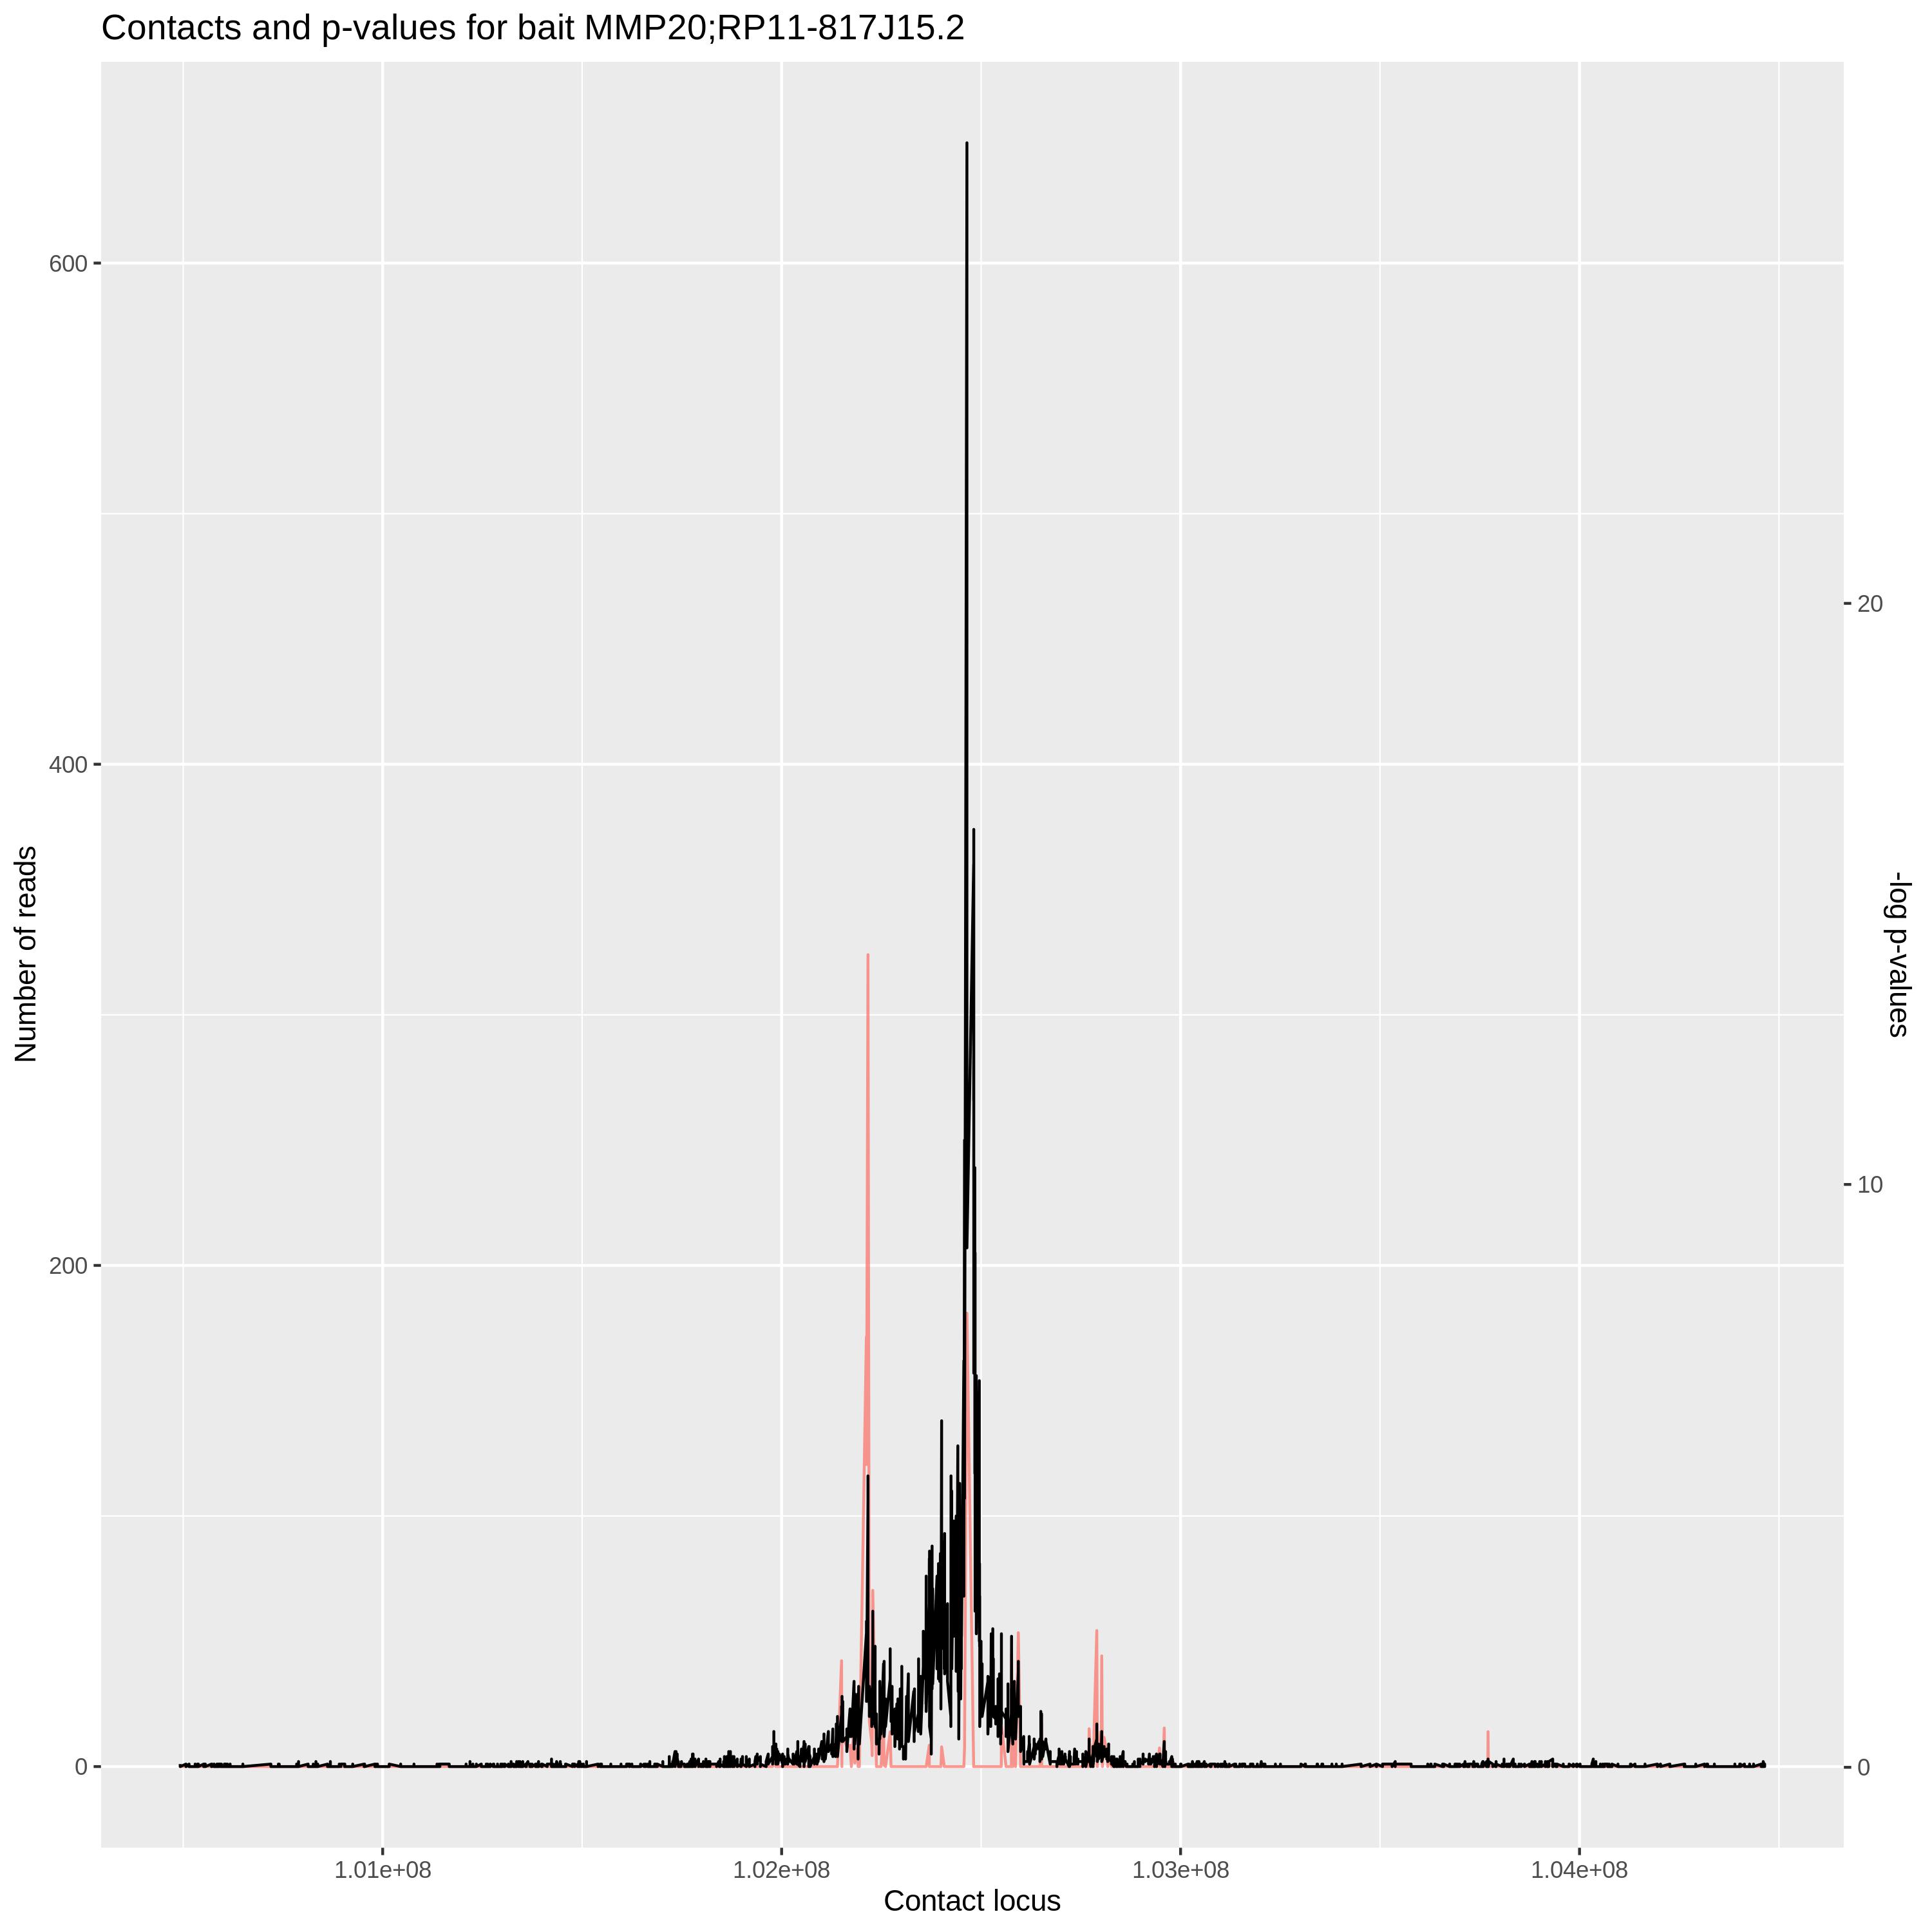 Contacts and p-values for bait MMP20;RP11-817J15.2
600
400
200
0
Number of reads
20
10
0
-log p-values
1.01e+08
1.02e+08
1.03e+08
1.04e+08
Contact locus